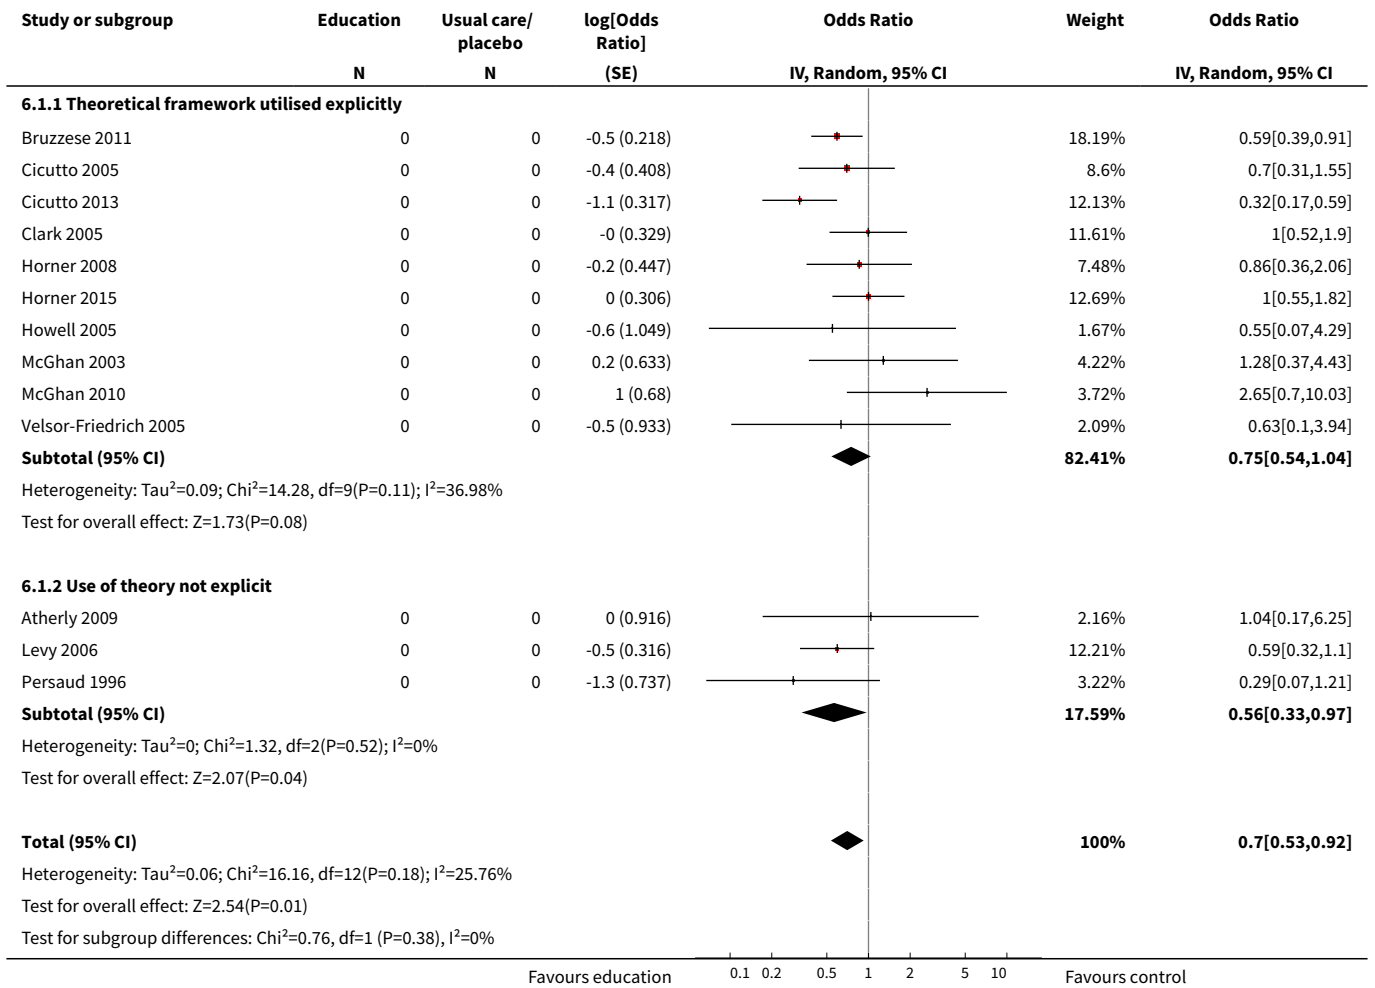 Study or subgroup Education Usual care/ log[Odds Odds Ratio Weight Odds Ratio
placebo Ratio]
N N (SE) IV, Random, 95% CI IV, Random, 95% CI
6.1.1 Theoretical framework utilised explicitly
Bruzzese 2011 0 0 -0.5 (0.218) 18.19% 0.59[0.39,0.91]
Cicutto 2005 0 0 -0.4 (0.408) 8.6% 0.7[0.31,1.55]
Cicutto 2013 0 0 -1.1 (0.317) 12.13% 0.32[0.17,0.59]
Clark 2005 0 0 -0 (0.329) 11.61% 1[0.52,1.9]
Horner 2008 0 0 -0.2 (0.447) 7.48% 0.86[0.36,2.06]
Horner 2015 0 0 0 (0.306) 12.69% 1[0.55,1.82]
Howell 2005 0 0 -0.6 (1.049) 1.67% 0.55[0.07,4.29]
McGhan 2003 0 0 0.2 (0.633) 4.22% 1.28[0.37,4.43]
McGhan 2010 0 0 1 (0.68) 3.72% 2.65[0.7,10.03]
Velsor-Friedrich 2005 0 0 -0.5 (0.933) 2.09% 0.63[0.1,3.94]
Subtotal (95% CI) 82.41% 0.75[0.54,1.04]
Heterogeneity: Tau²=0.09; Chi²=14.28, df=9(P=0.11); I²=36.98%
Test for overall effect: Z=1.73(P=0.08)
6.1.2 Use of theory not explicit
Atherly 2009 0 0 0 (0.916) 2.16% 1.04[0.17,6.25]
Levy 2006 0 0 -0.5 (0.316) 12.21% 0.59[0.32,1.1]
Persaud 1996 0 0 -1.3 (0.737) 3.22% 0.29[0.07,1.21]
Subtotal (95% CI) 17.59% 0.56[0.33,0.97]
Heterogeneity: Tau²=0; Chi²=1.32, df=2(P=0.52); I²=0%
Test for overall effect: Z=2.07(P=0.04)
Total (95% CI) 100% 0.7[0.53,0.92]
Heterogeneity: Tau²=0.06; Chi²=16.16, df=12(P=0.18); I²=25.76%
Test for overall effect: Z=2.54(P=0.01)
Test for subgroup differences: Chi²=0.76, df=1 (P=0.38), I²=0%
Favours education 0.1 0.2 0.5 1 2 5 10 Favours control